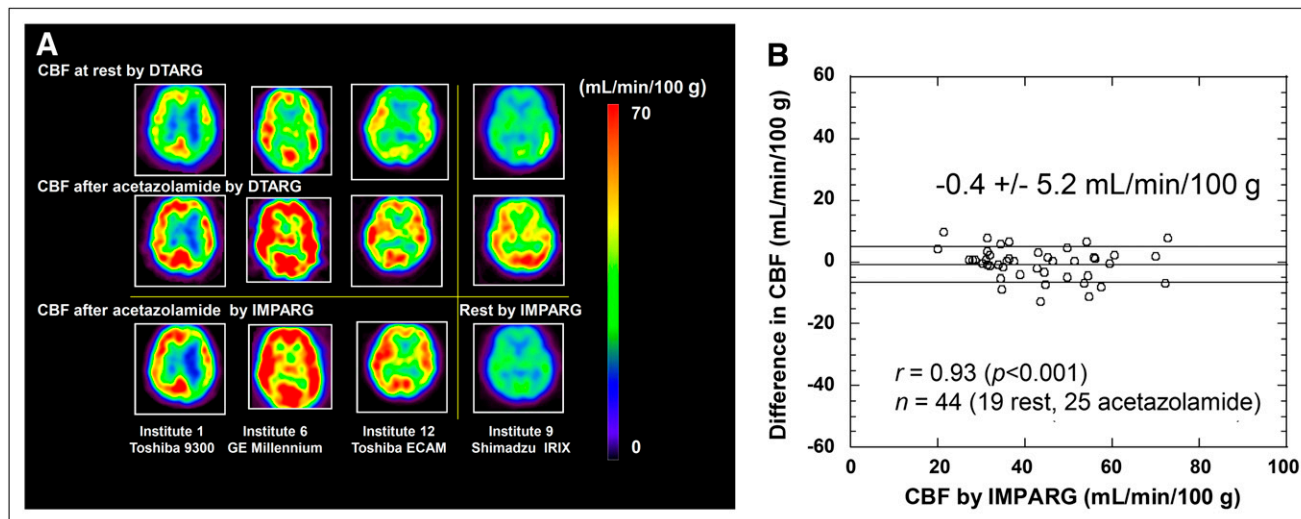 A
CBF at rest by DTARG
(mL/min/100 g)
70
CBF after acetazolamide by DTARG
CBF after acetazolamide by IMPARG
Rest by IMPARG
0
Institute 1
Toshiba 9300
Institute 6
GE Millennium
Institute 12
Toshiba ECAM
Institute 9
Shimadzu IRIX
B
Difference in CBF (mL/min/100 g)
60
40
20
0
-20
-40
-60
-0.4 +/- 5.2 mL/min/100 g
r = 0.93 (p<0.001)
n = 44 (19 rest, 25 acetazolamide)
0 20 40 60 80 100
CBF by IMPARG (mL/min/100 g)